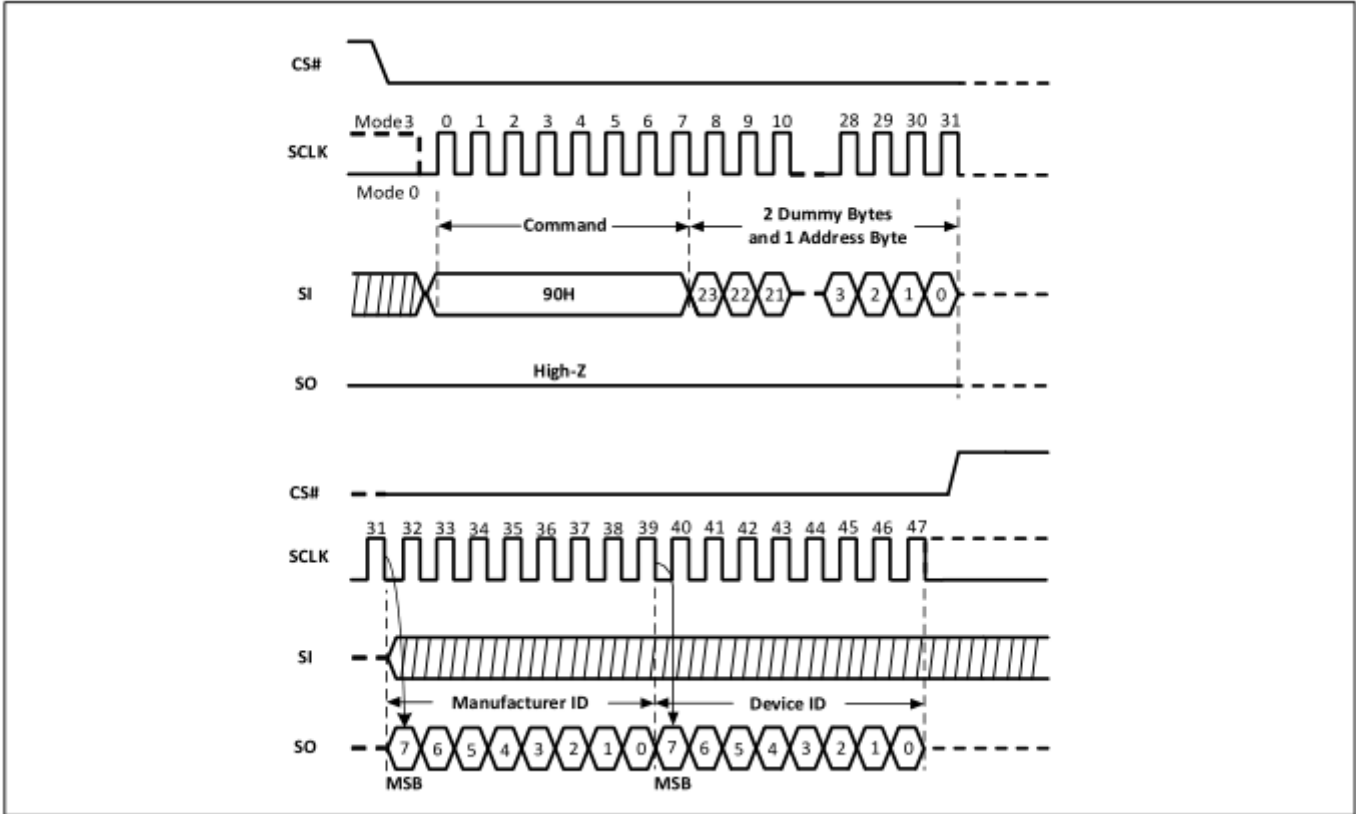 CS#
Mode3 0 1 2 3 4 5 6 7 8 9 10 28 29 30 31
SCLK
Mode 0
Command
2 Dummy Bytes
and 1 Address Byte
SI 90H 23 22 21 3 2 1 0
High-Z
SO
CS#
31 32 33 34 35 36 37 38 39 40 41 42 43 44 45 46 47
SCLK
SI
Manufacturer ID Device ID
SO 7 6 5 4 3 2 1 0 7 6 5 4 3 2 1 0
MSB MSB